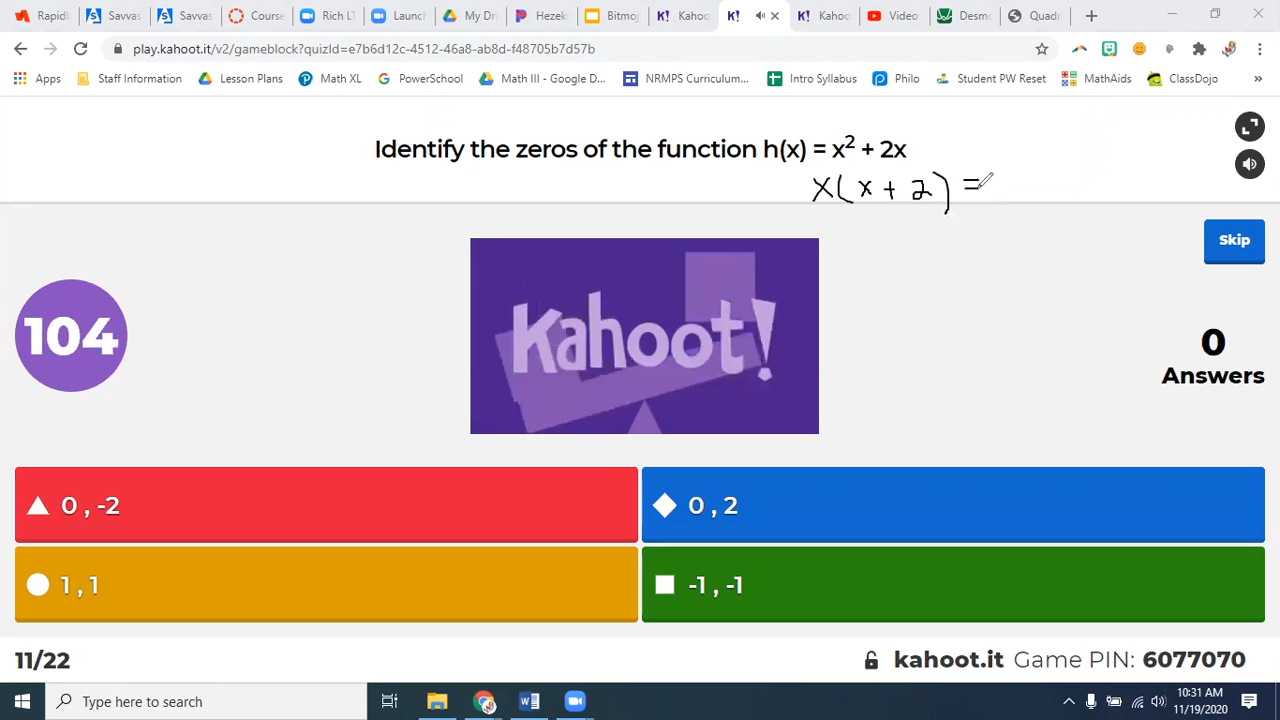 Rapidl
Savvas
Savvas
Course
Rich LT
Launch
My Dr
Hezek
Bitmoj
Kahoo
Kahoo
Video
Desmo
Quadr
play.kahoot.it/v2/gameblock?quizId=e7b6d12c-4512-46a8-ab8d-f48705b7d57b
Apps
Staff Information
Lesson Plans
Math XL
PowerSchool
Math III - Google D...
NRMPS Curriculum...
Intro Syllabus
Philo
Student PW Reset
MathAids
ClassDojo
»
Identify the zeros of the function h(x) = x² + 2x
x(x + 2) =
Skip
104
Kahoot!
0
Answers
0 , -2
0 , 2
1 , 1
-1 , -1
11/22
kahoot.it Game PIN: 6077070
Type here to search
10:31 AM
11/19/2020